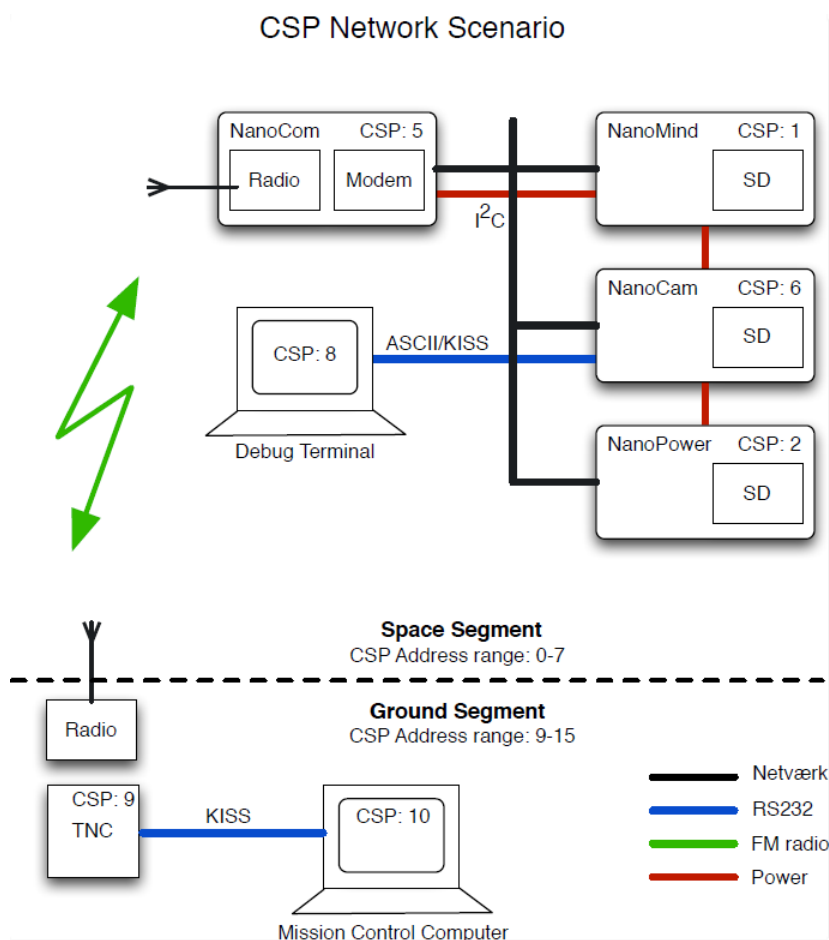 CSP Network Scenario
NanoCom CSP: 5
Radio Modem
I²C
NanoMind CSP: 1
SD
NanoCam CSP: 6
SD
CSP: 8
ASCII/KISS
Debug Terminal
NanoPower CSP: 2
SD
Space Segment
CSP Address range: 0-7
Ground Segment
CSP Address range: 9-15
Radio
CSP: 9
TNC
KISS
CSP: 10
Mission Control Computer
Netværk
RS232
FM radio
Power